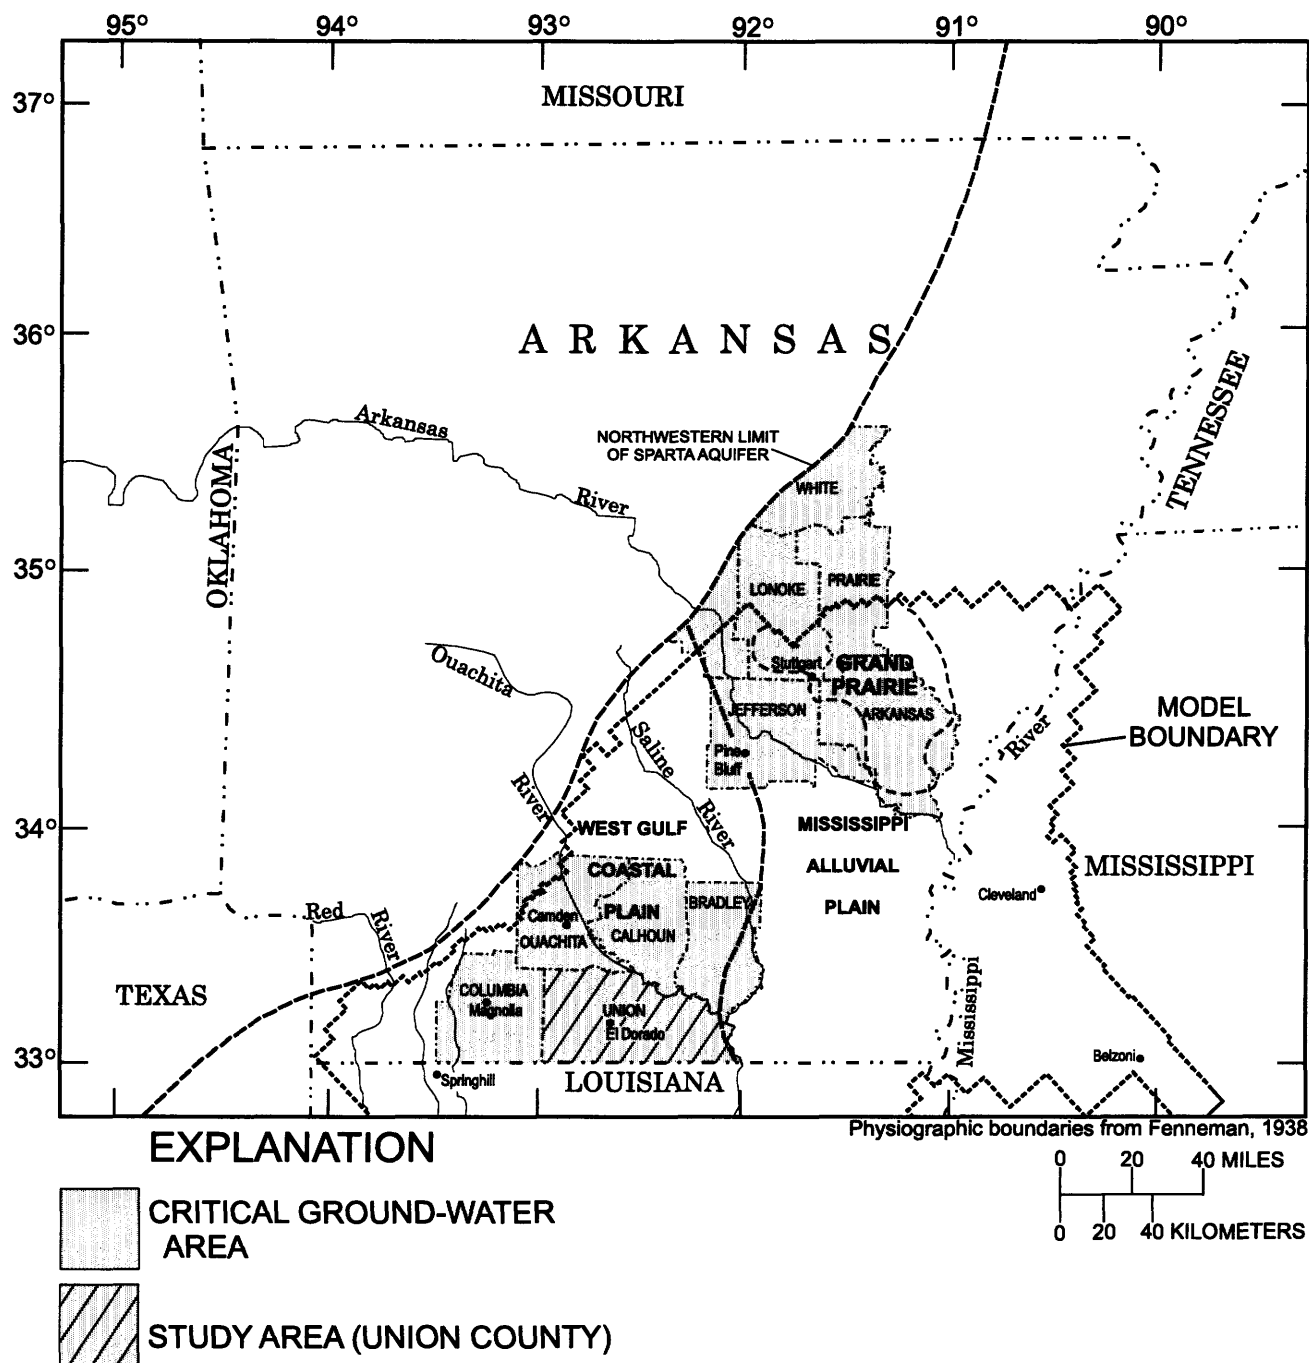 95° 94° 93° 92° 91° 90°
37°
MISSOURI
36°
ARKANSAS
TENNESSEE
Arkansas
River
NORTHWESTERN LIMIT
OF SPARTA AQUIFER
WHITE
OKLAHOMA
35°
LONOKE
PRAIRIE
Ouachita
River
Saline
River
Stuttgart
GRAND
PRAIRIE
JEFFERSON
ARKANSAS
Pine
Bluff
River
MODEL
BOUNDARY
34°
WEST GULF
COASTAL
PLAIN
MISSISSIPPI
ALLUVIAL
PLAIN
MISSISSIPPI
Cleveland
BRADLEY
Camden
OUACHITA
CALHOUN
Red
River
TEXAS
COLUMBIA
Magnolia
UNION
El Dorado
Mississippi
33°
Belzoni
Springhill
LOUISIANA
Physiographic boundaries from Fenneman, 1938
EXPLANATION
0 20 40 MILES
0 20 40 KILOMETERS
CRITICAL GROUND-WATER
AREA
STUDY AREA (UNION COUNTY)